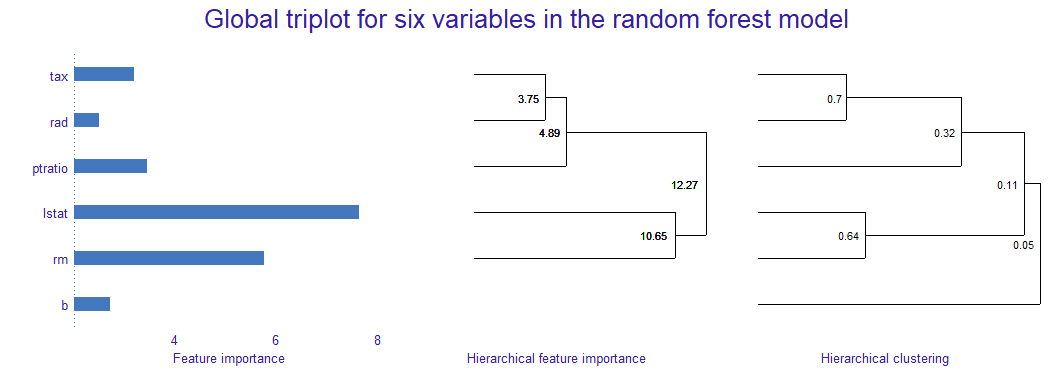 Global triplot for six variables in the random forest model
tax
rad
ptratio
lstat
rm
b
4 6 8
Feature importance
3.75
4.89
12.27
10.65
Hierarchical feature importance
0.7
0.32
0.11
0.64
0.05
Hierarchical clustering